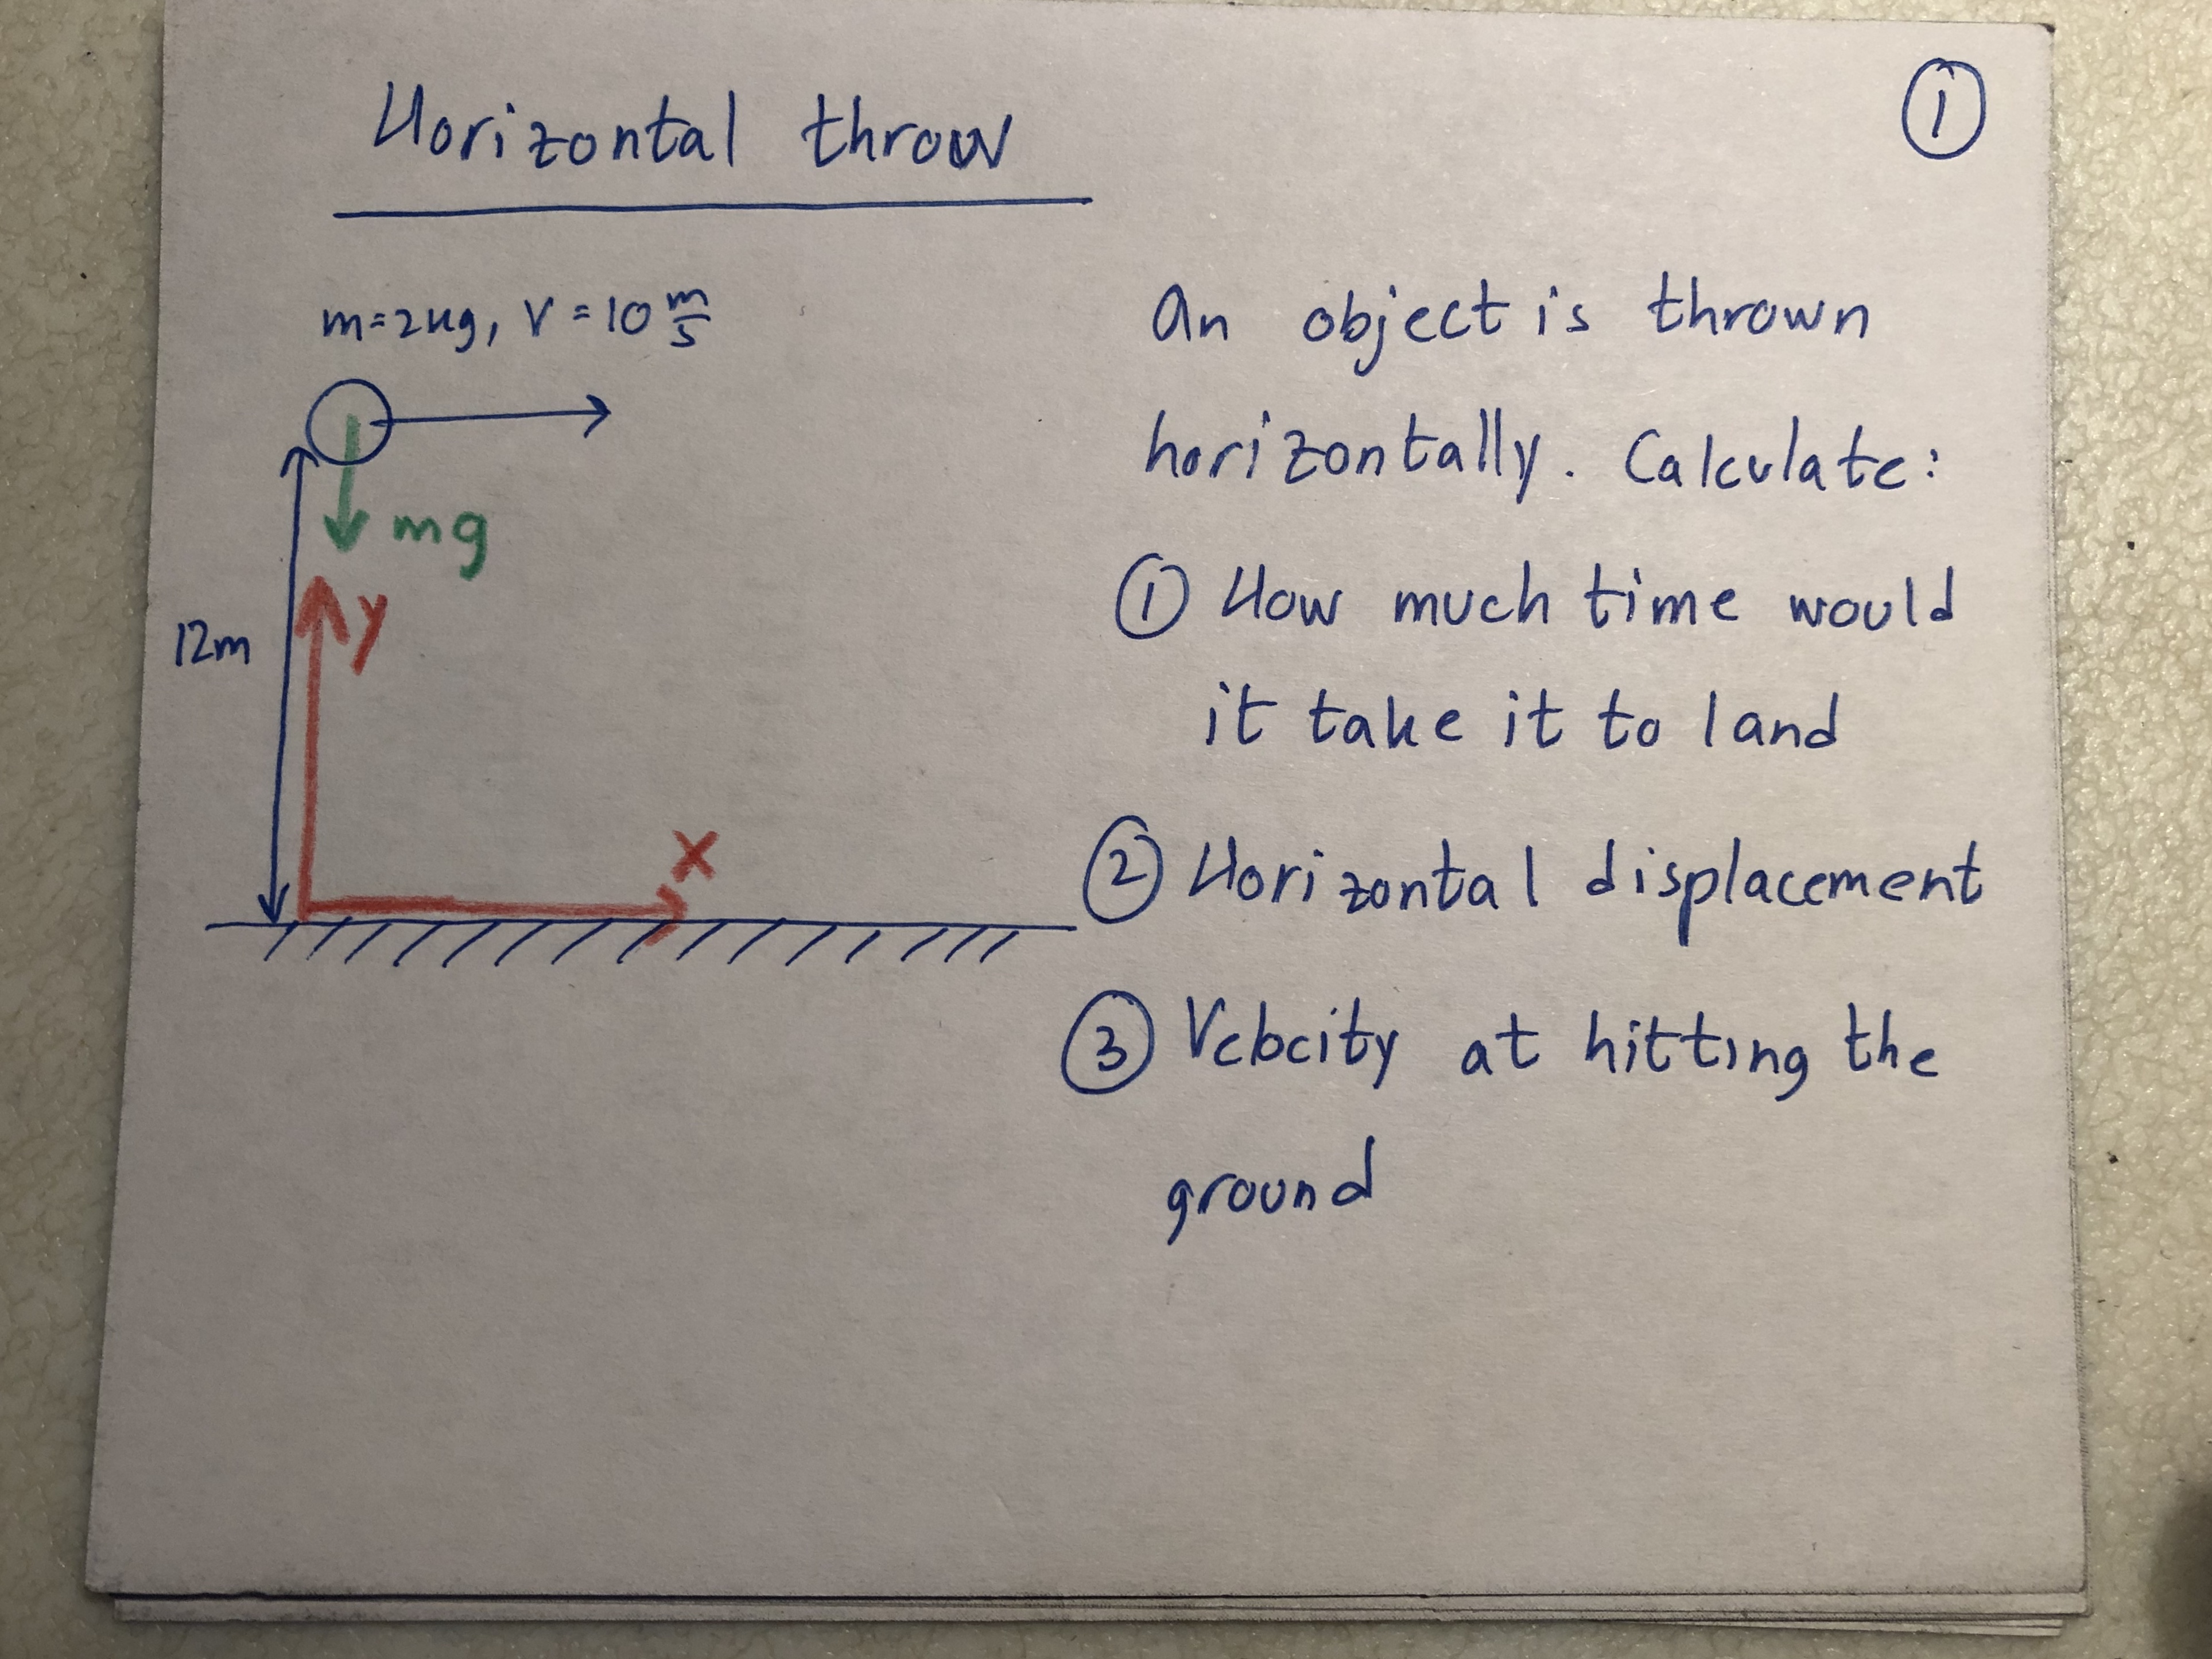 Horizontal throw
①
m=2kg, V=10 m/s
mg
y
12m
x
An object is thrown
horizontally. Calculate:
① How much time would
it take it to land
② Horizontal displacement
③ Velocity at hitting the
ground